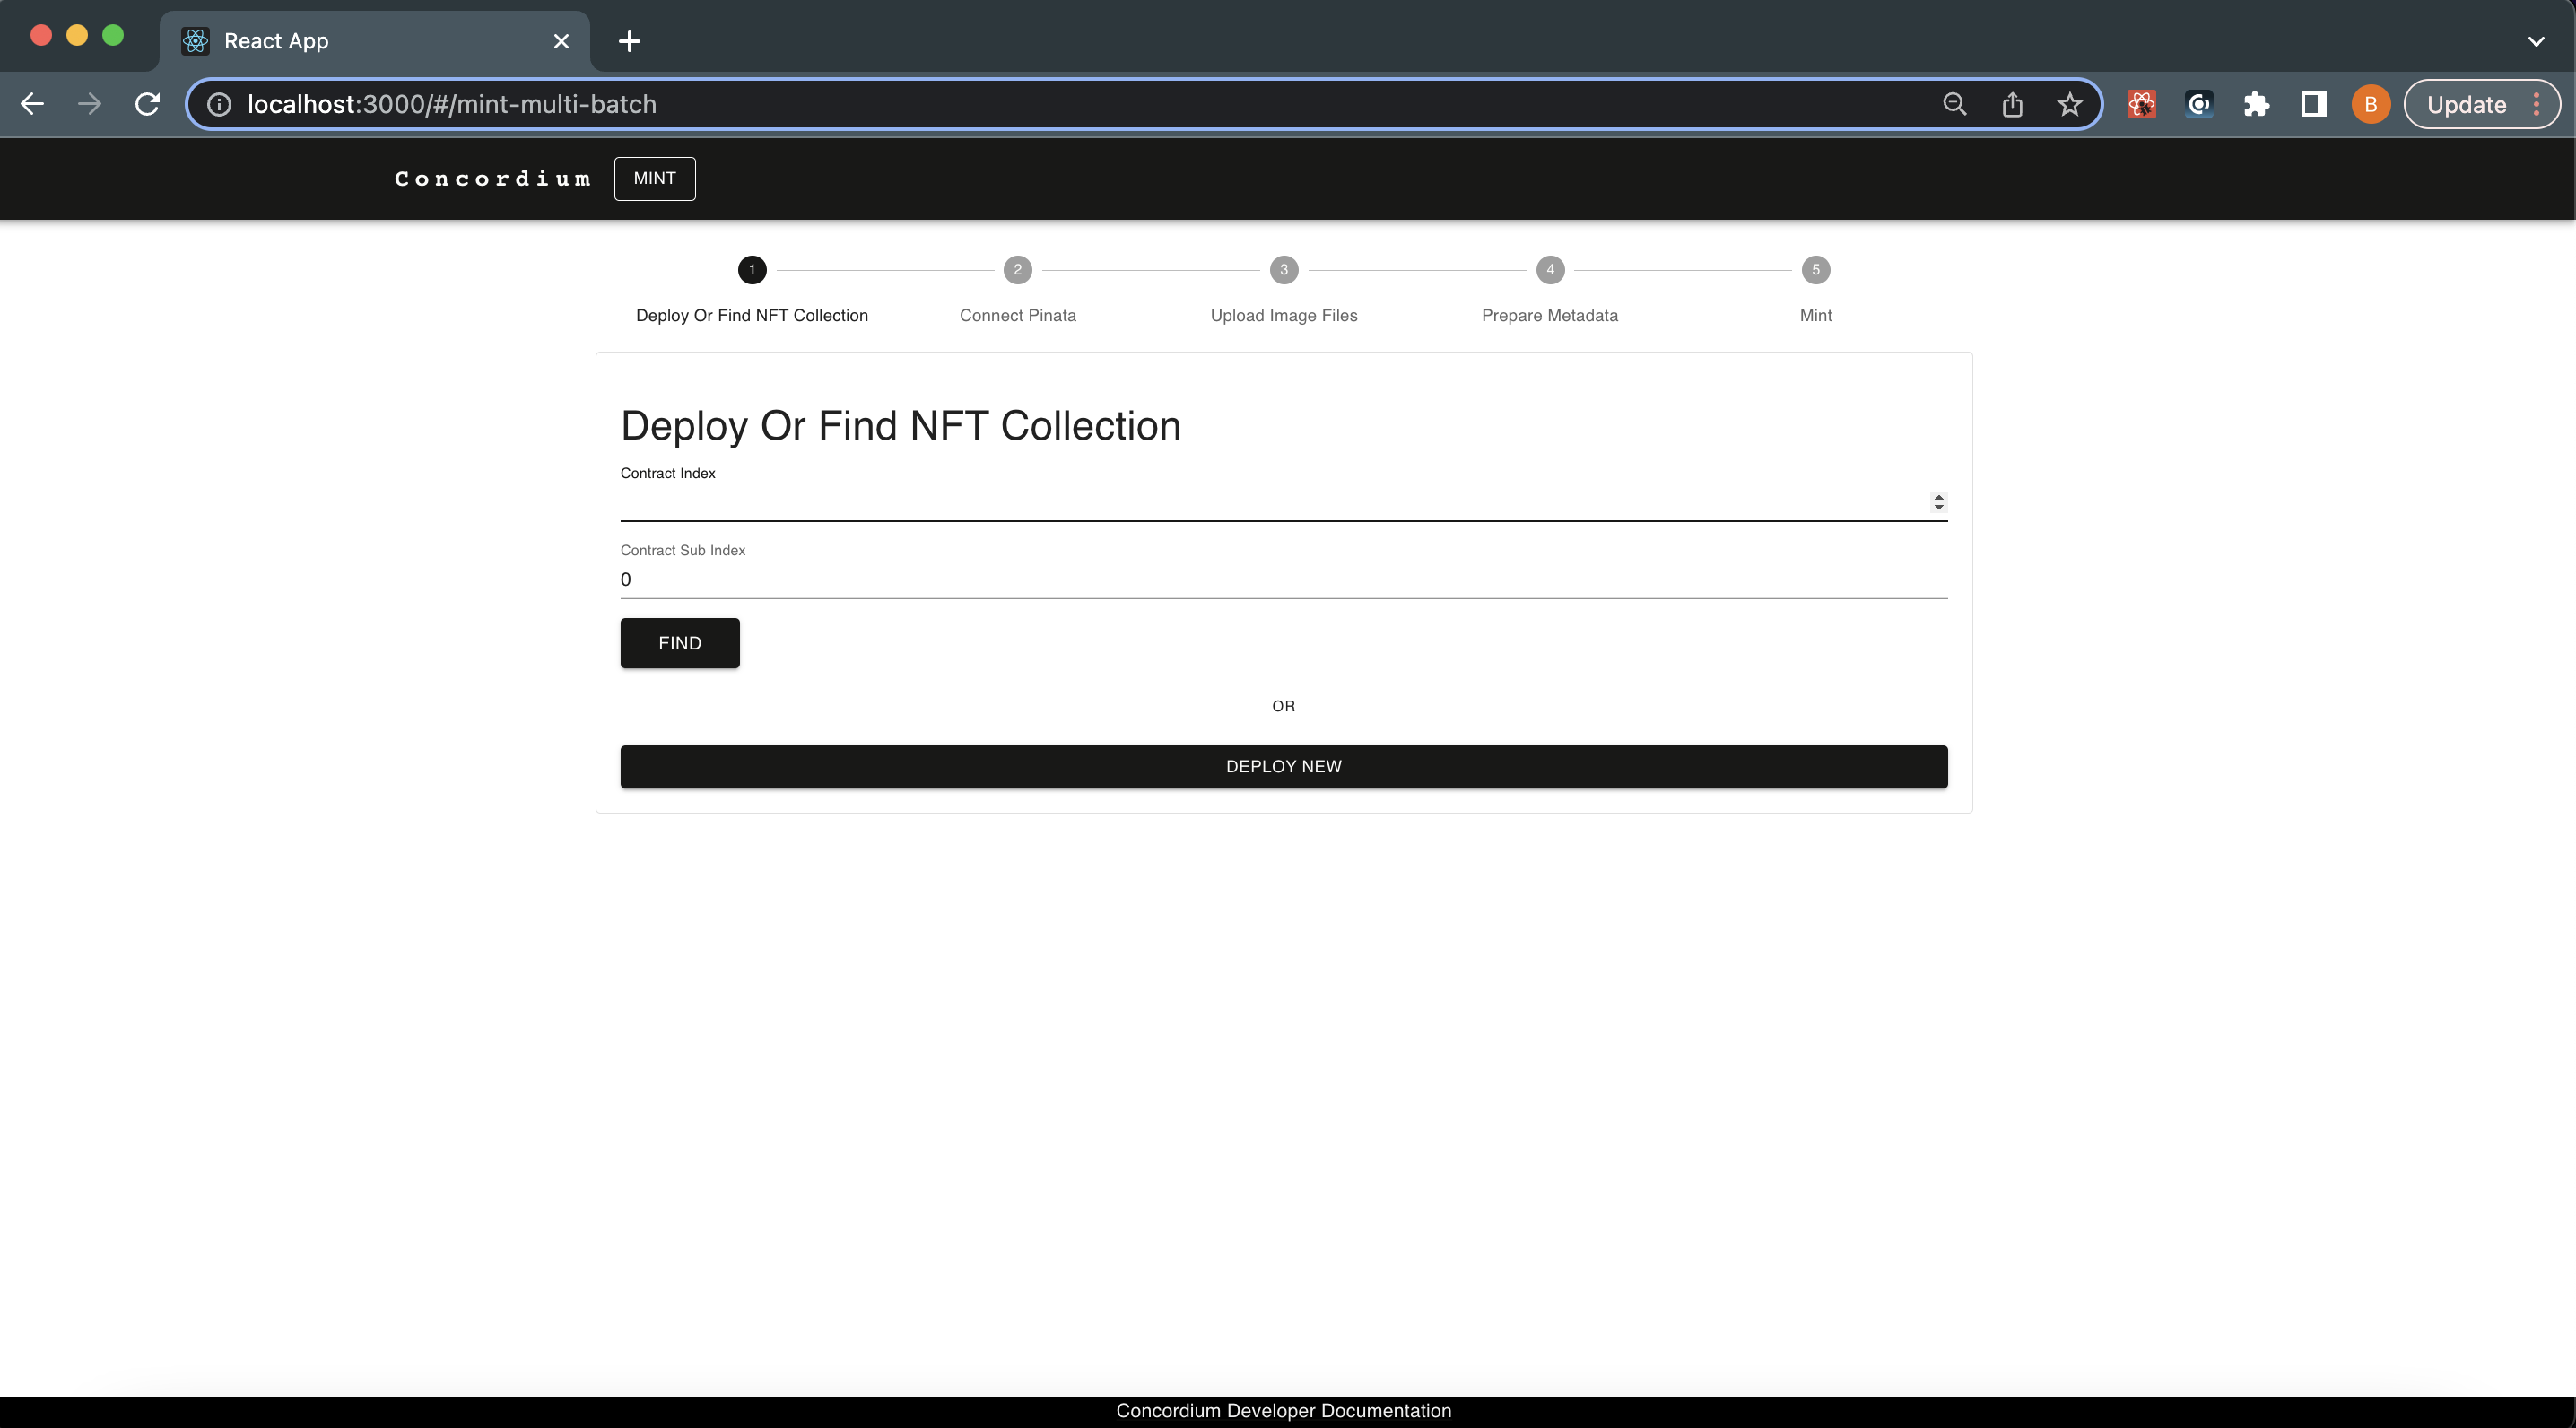 React App
localhost:3000/#/mint-multi-batch
B
Update
Concordium
MINT
1
2
3
4
5
Deploy Or Find NFT Collection
Connect Pinata
Upload Image Files
Prepare Metadata
Mint
Deploy Or Find NFT Collection
Contract Index
Contract Sub Index
0
FIND
OR
DEPLOY NEW
Concordium Developer Documentation